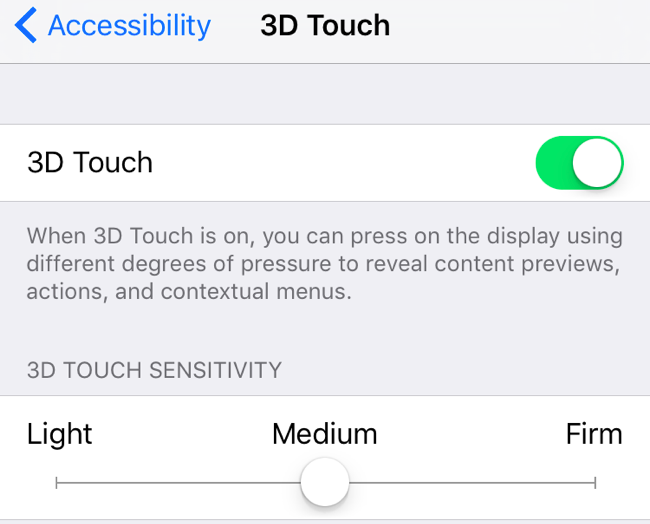 Accessibility 3D Touch
3D Touch
When 3D Touch is on, you can press on the display using
different degrees of pressure to reveal content previews,
actions, and contextual menus.
3D TOUCH SENSITIVITY
Light Medium Firm